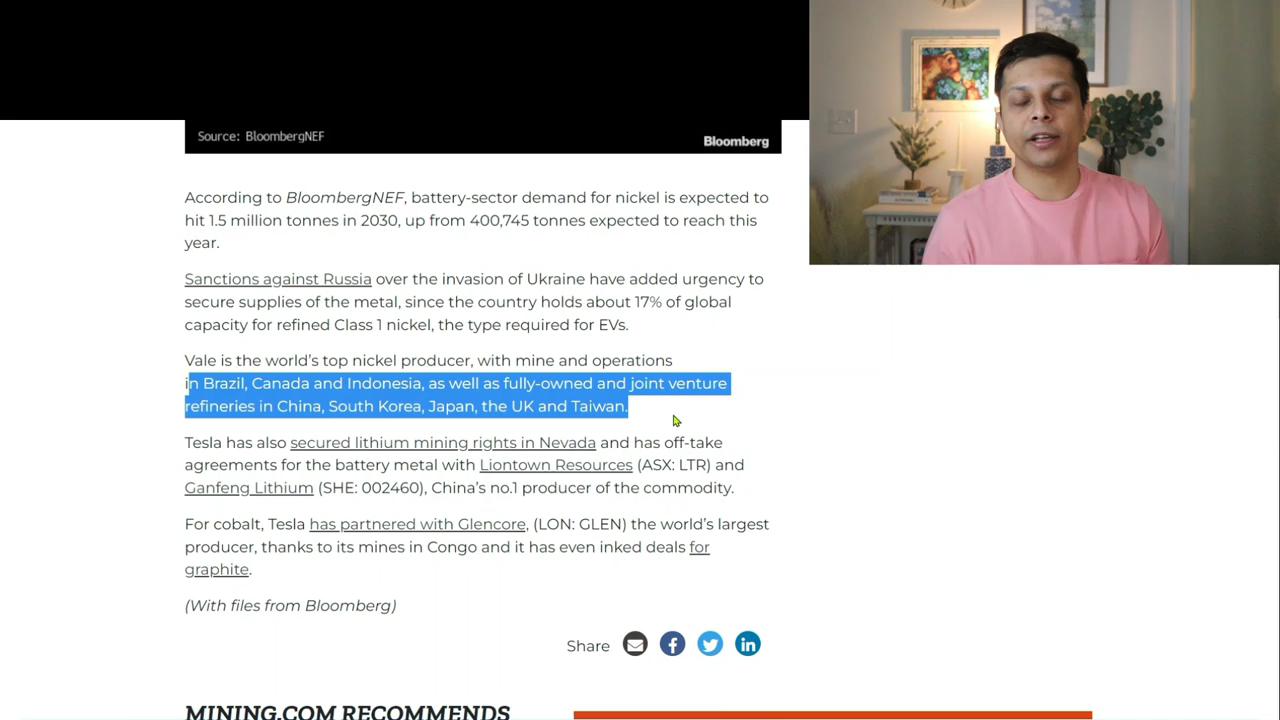 Source: BloombergNEF
Bloomberg
According to BloombergNEF, battery-sector demand for nickel is expected to
hit 1.5 million tonnes in 2030, up from 400,745 tonnes expected to reach this
year.
Sanctions against Russia over the invasion of Ukraine have added urgency to
secure supplies of the metal, since the country holds about 17% of global
capacity for refined Class 1 nickel, the type required for EVs.
Vale is the world's top nickel producer, with mine and operations
in Brazil, Canada and Indonesia, as well as fully-owned and joint venture
refineries in China, South Korea, Japan, the UK and Taiwan.
Tesla has also secured lithium mining rights in Nevada and has off-take
agreements for the battery metal with Liontown Resources (ASX: LTR) and
Ganfeng Lithium (SHE: 002460), China's no.1 producer of the commodity.
For cobalt, Tesla has partnered with Glencore, (LON: GLEN) the world's largest
producer, thanks to its mines in Congo and it has even inked deals for
graphite.
(With files from Bloomberg)
Share
MINING.COM RECOMMENDS